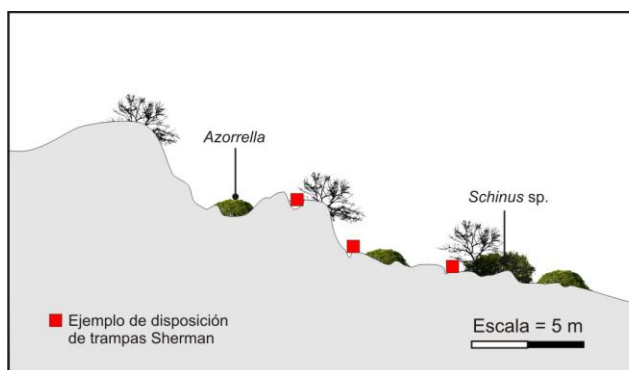 Azorrella
Schinus sp.
Ejemplo de disposición
de trampas Sherman
Escala = 5 m